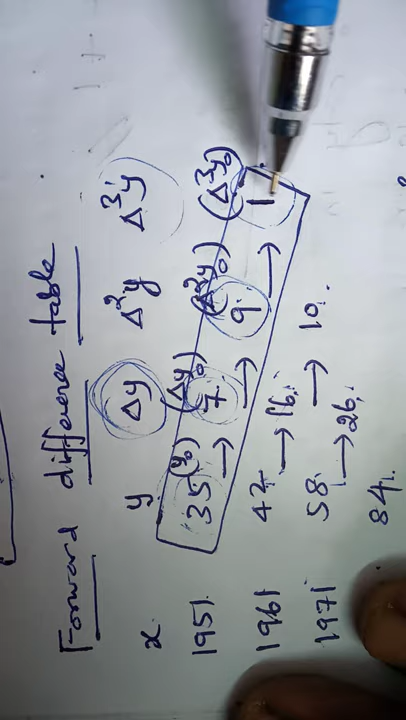 Forward difference table
x y Δy Δ²y Δ³y
(y₀) (Δy₀) (Δ²y₀) (Δ³y₀)
1951 35 → 7 → 9 → 1
1961 42 → 16 → 10
1971 58 → 26
84